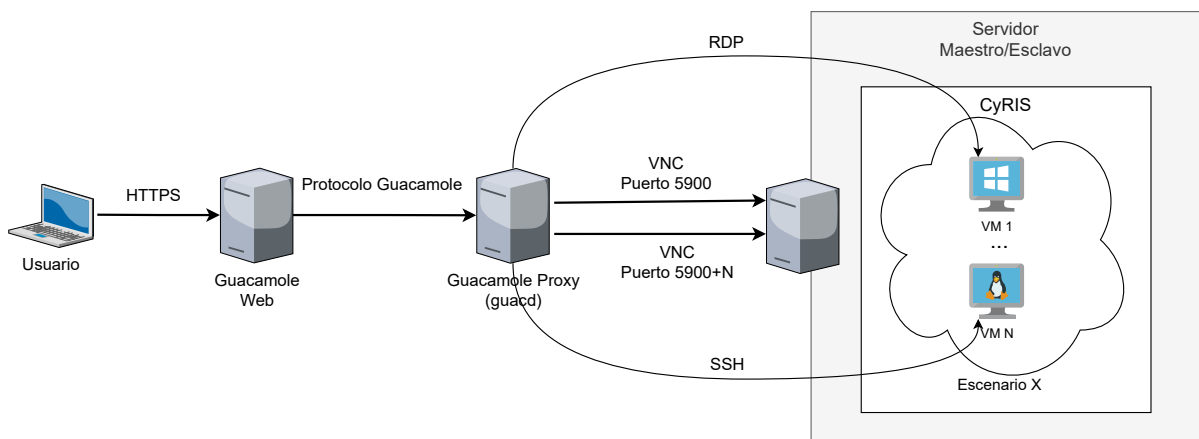 Servidor
Maestro/Esclavo
RDP
CyRIS
HTTPS
Protocolo Guacamole
VNC
Puerto 5900
VM 1
...
VNC
Puerto 5900+N
Usuario
Guacamole
Web
Guacamole Proxy
(guacd)
VM N
SSH
Escenario X